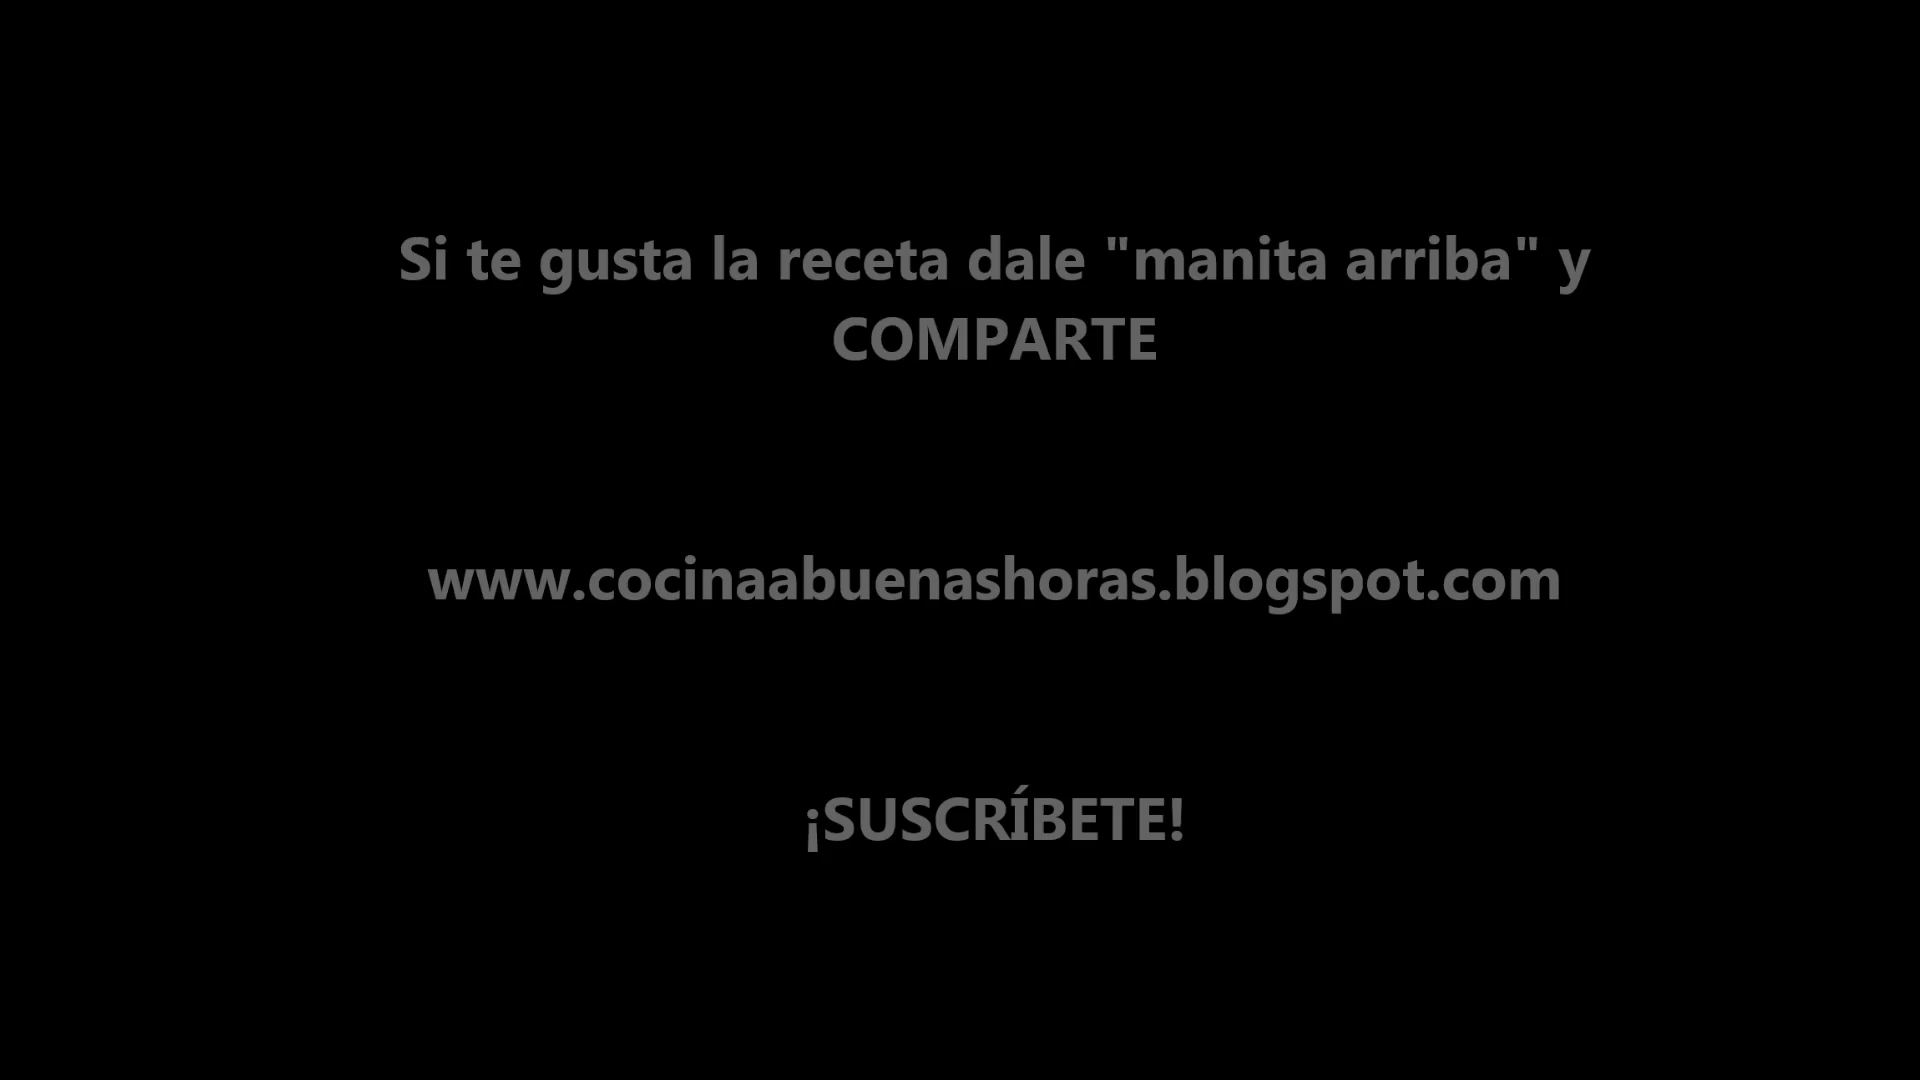 Si te gusta la receta dale "manita arriba" y
COMPARTE
www.cocinaabuenashoras.blogspot.com
¡SUSCRÍBETE!